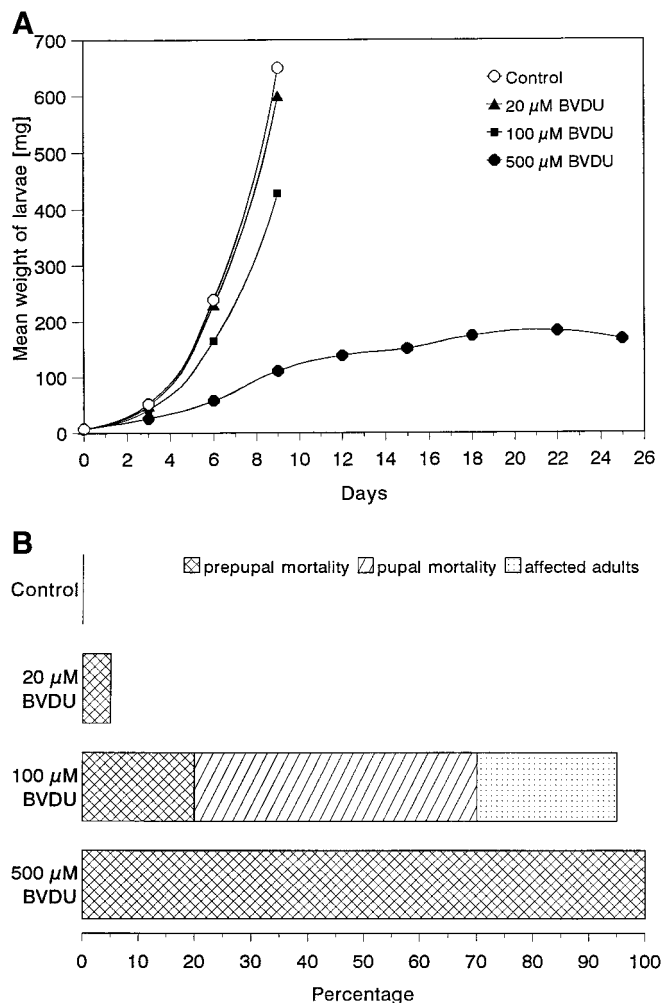 A
700
600
500
400
300
200
100
0
Mean weight of larvae [mg]
Control
20 µM BVDU
100 µM BVDU
500 µM BVDU
0 2 4 6 8 10 12 14 16 18 20 22 24 26
Days
B
prepupal mortality pupal mortality affected adults
Control
20 µM
BVDU
100 µM
BVDU
500 µM
BVDU
0 10 20 30 40 50 60 70 80 90 100
Percentage